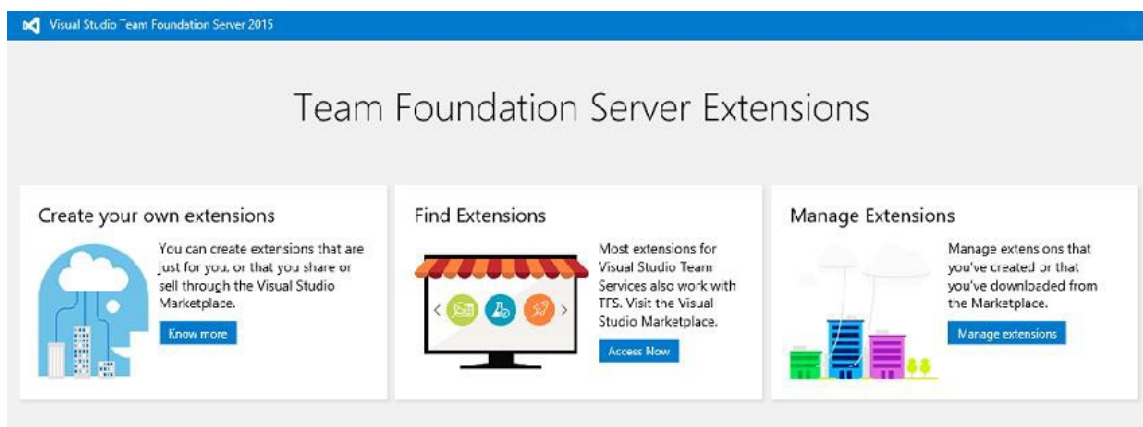 Visual Studio Team Foundation Server 2015
Team Foundation Server Extensions
Create your own extensions
You can create extensions that are
just for you, or that you share or
sell through the Visual Studio
Marketplace.
Know more
Find Extensions
Most extensions for
Visual Studio Team
Services also work with
TFS. Visit the Visual
Studio Marketplace.
Access Now
Manage Extensions
Manage extensions that
you've created or that
you've downloaded from
the Marketplace.
Manage extensions